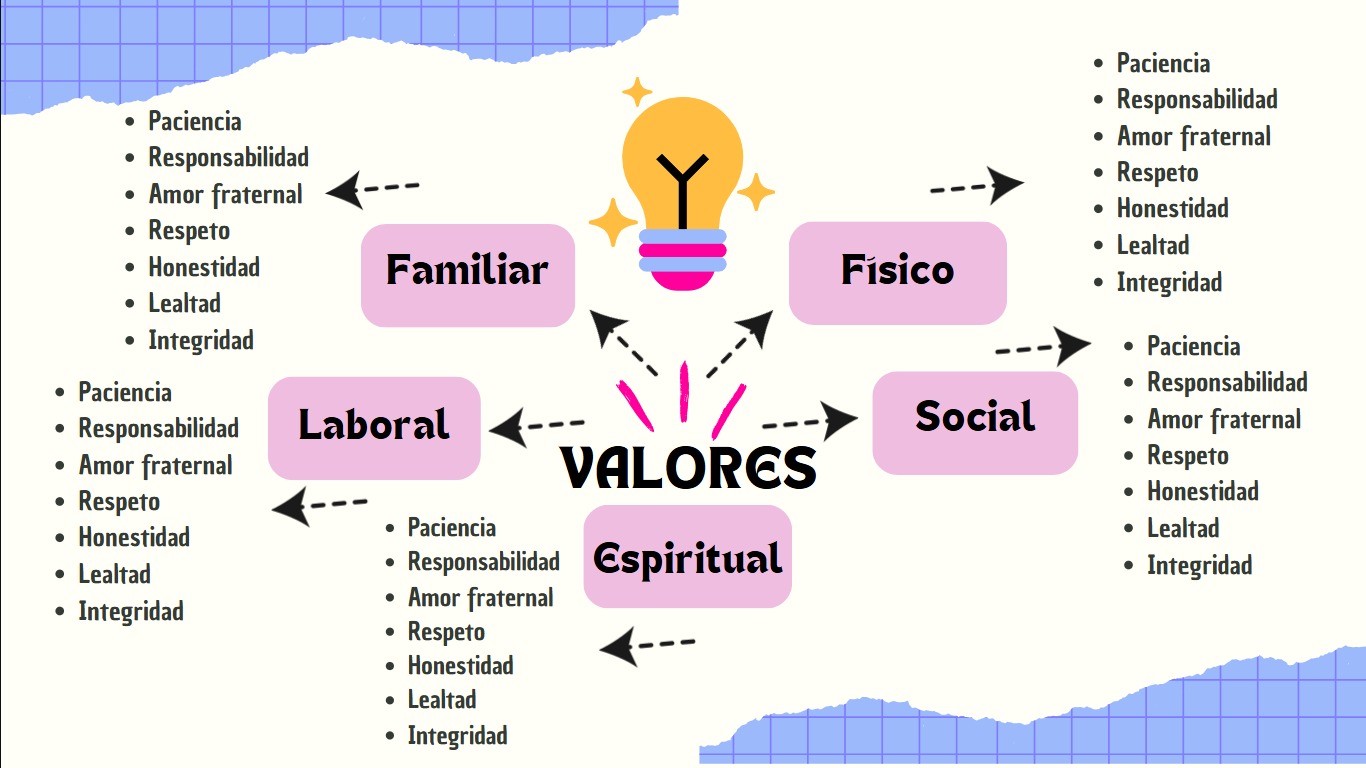 Familiar
Paciencia
Responsabilidad
Amor fraternal
Respeto
Honestidad
Lealtad
Integridad
Físico
Paciencia
Responsabilidad
Amor fraternal
Respeto
Honestidad
Lealtad
Integridad
Laboral
Paciencia
Responsabilidad
Amor fraternal
Respeto
Honestidad
Lealtad
Integridad
Social
Paciencia
Responsabilidad
Amor fraternal
Respeto
Honestidad
Lealtad
Integridad
VALORES
Espiritual
Paciencia
Responsabilidad
Amor fraternal
Respeto
Honestidad
Lealtad
Integridad